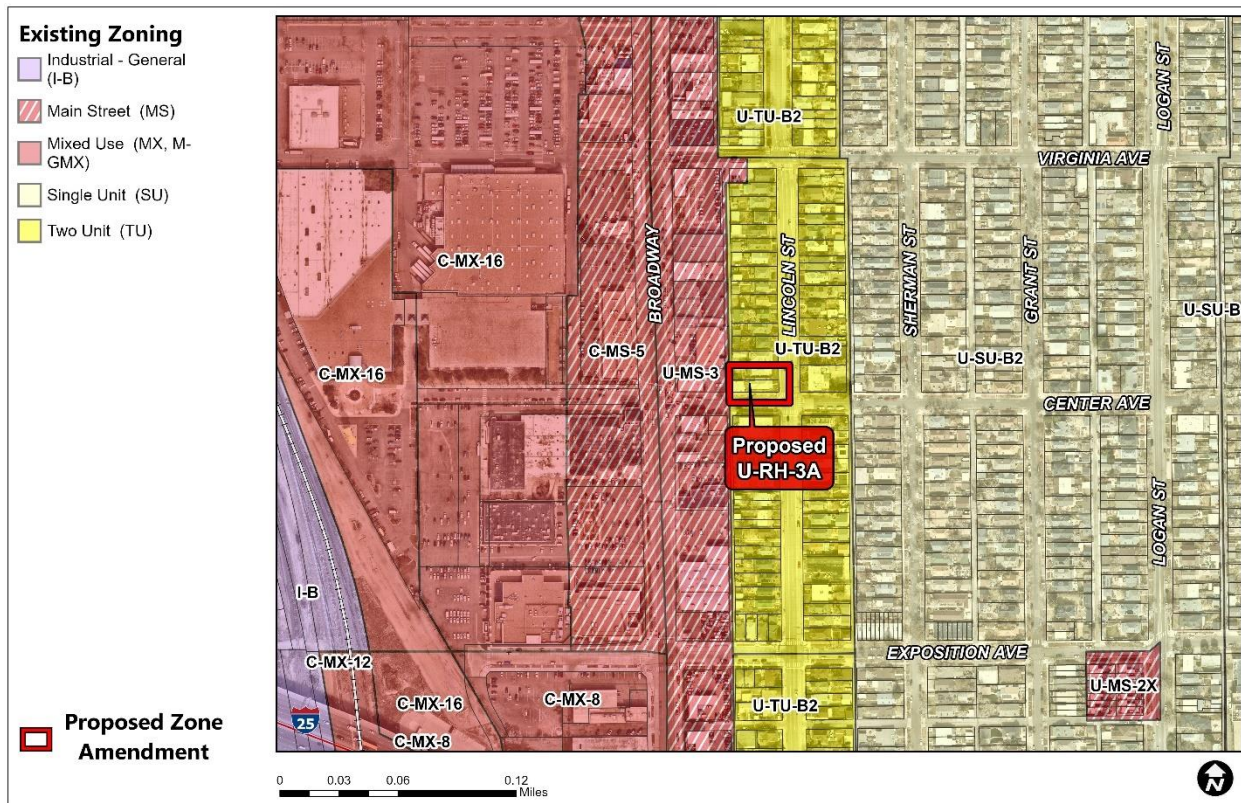 Existing Zoning
Industrial - General
(I-B)
Main Street (MS)
Mixed Use (MX, M-
GMX)
Single Unit (SU)
Two Unit (TU)
Proposed Zone
Amendment
U-TU-B2
LOGAN ST
VIRGINIA AVE
C-MX-16
BROADWAY
LINCOLN ST
SHERMAN ST
GRANT ST
U-SU-B
C-MS-5
U-TU-B2
U-SU-B2
C-MX-16
U-MS-3
CENTER AVE
Proposed
U-RH-3A
LOGAN ST
I-B
EXPOSITION AVE
C-MX-12
U-MS-2X
C-MX-16
C-MX-8
U-TU-B2
25
C-MX-8
0
0.03
0.06
0.12
Miles
N